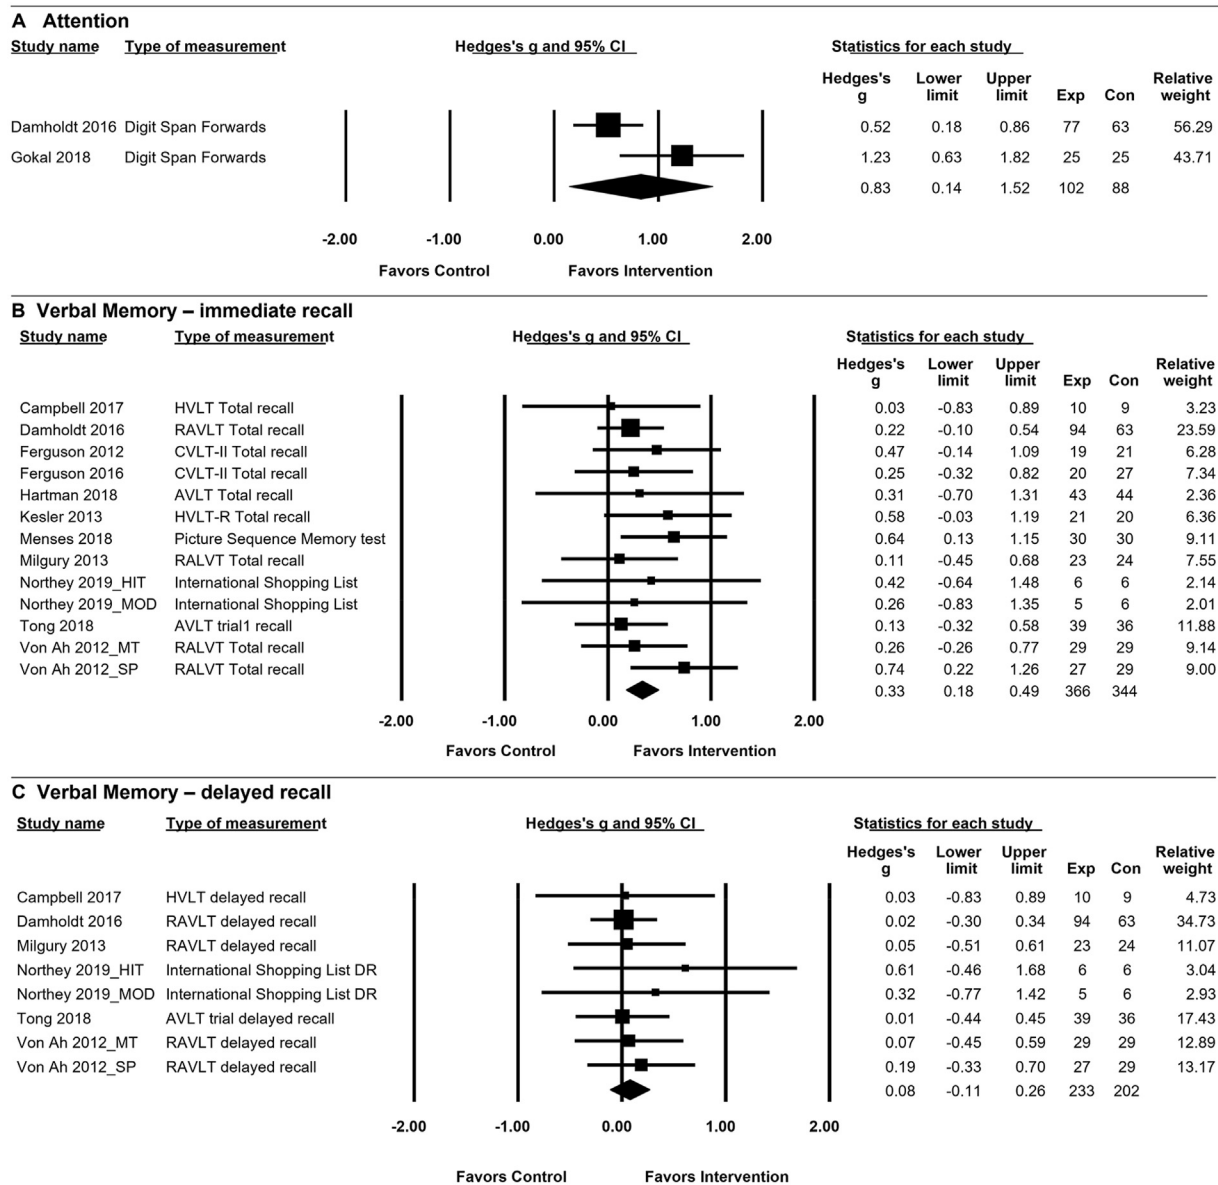 A Attention
Study name Type of measurement Hedges's g and 95% CI Statistics for each study
Hedges's g Lower limit Upper limit Exp Con Relative weight
Damholdt 2016 Digit Span Forwards 0.52 0.18 0.86 77 63 56.29
Gokal 2018 Digit Span Forwards 1.23 0.63 1.82 25 25 43.71
0.83 0.14 1.52 102 88
-2.00 -1.00 0.00 1.00 2.00
Favors Control Favors Intervention
B Verbal Memory – immediate recall
Study name Type of measurement Hedges's g and 95% CI Statistics for each study
Hedges's g Lower limit Upper limit Exp Con Relative weight
Campbell 2017 HVLT Total recall 0.03 -0.83 0.89 10 9 3.23
Damholdt 2016 RAVLT Total recall 0.22 -0.10 0.54 94 63 23.59
Ferguson 2012 CVLT-II Total recall 0.47 -0.14 1.09 19 21 6.28
Ferguson 2016 CVLT-II Total recall 0.25 -0.32 0.82 20 27 7.34
Hartman 2018 AVLT Total recall 0.31 -0.70 1.31 43 44 2.36
Kesler 2013 HVLT-R Total recall 0.58 -0.03 1.19 21 20 6.36
Menses 2018 Picture Sequence Memory test 0.64 0.13 1.15 30 30 9.11
Milgury 2013 RALVT Total recall 0.11 -0.45 0.68 23 24 7.55
Northey 2019_HIT International Shopping List 0.42 -0.64 1.48 6 6 2.14
Northey 2019_MOD International Shopping List 0.26 -0.83 1.35 5 6 2.01
Tong 2018 AVLT trial1 recall 0.13 -0.32 0.58 39 36 11.88
Von Ah 2012_MT RALVT Total recall 0.26 -0.26 0.77 29 29 9.14
Von Ah 2012_SP RALVT Total recall 0.74 0.22 1.26 27 29 9.00
0.33 0.18 0.49 366 344
-2.00 -1.00 0.00 1.00 2.00
Favors Control Favors Intervention
C Verbal Memory – delayed recall
Study name Type of measurement Hedges's g and 95% CI Statistics for each study
Hedges's g Lower limit Upper limit Exp Con Relative weight
Campbell 2017 HVLT delayed recall 0.03 -0.83 0.89 10 9 4.73
Damholdt 2016 RAVLT delayed recall 0.02 -0.30 0.34 94 63 34.73
Milgury 2013 RAVLT delayed recall 0.05 -0.51 0.61 23 24 11.07
Northey 2019_HIT International Shopping List DR 0.61 -0.46 1.68 6 6 3.04
Northey 2019_MOD International Shopping List DR 0.32 -0.77 1.42 5 6 2.93
Tong 2018 AVLT trial delayed recall 0.01 -0.44 0.45 39 36 17.43
Von Ah 2012_MT RAVLT delayed recall 0.07 -0.45 0.59 29 29 12.89
Von Ah 2012_SP RAVLT delayed recall 0.19 -0.33 0.70 27 29 13.17
0.08 -0.11 0.26 233 202
-2.00 -1.00 0.00 1.00 2.00
Favors Control Favors Intervention